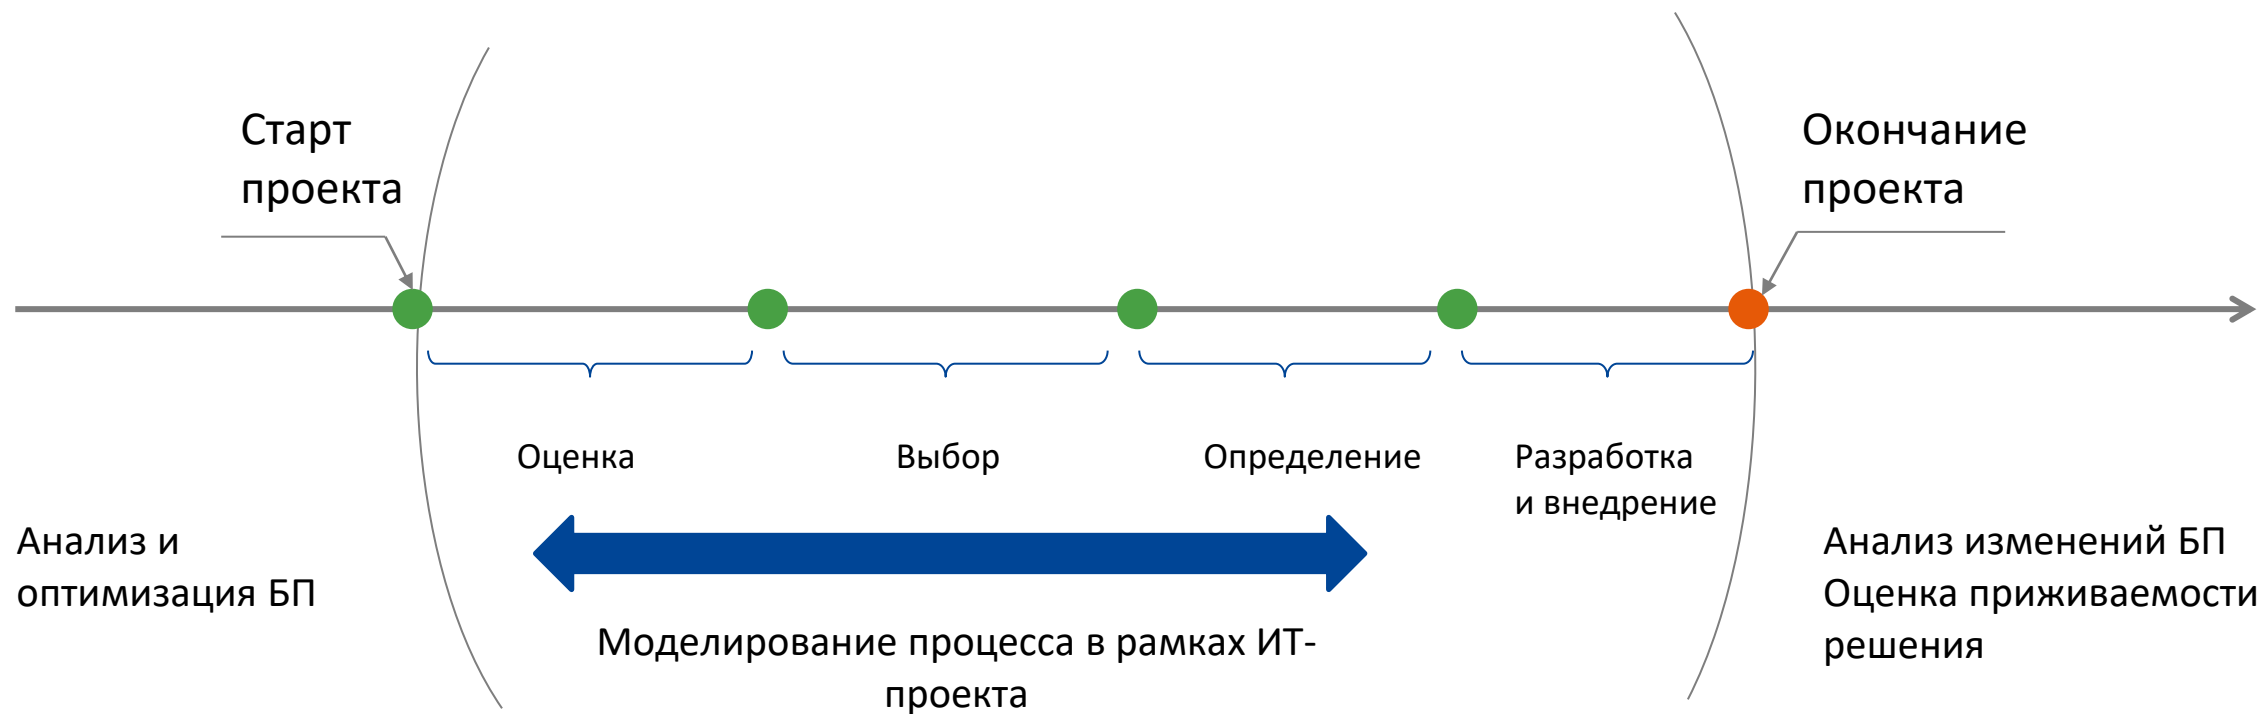 Старт
проекта
Окончание
проекта
Оценка
Выбор
Определение
Разработка
и внедрение
Анализ и
оптимизация БП
Моделирование процесса в рамках ИТ-
проекта
Анализ изменений БП
Оценка приживаемости
решения